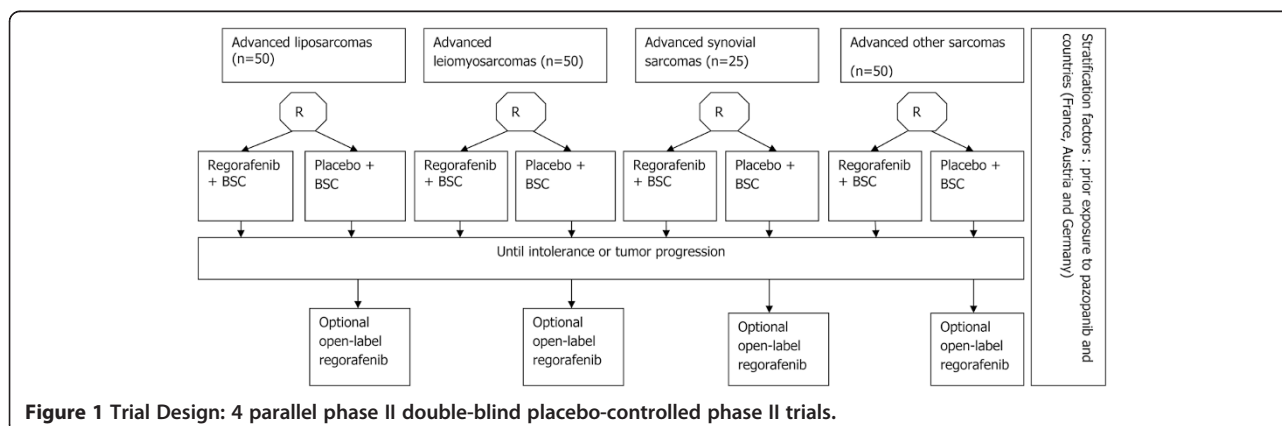 Advanced liposarcomas
(n=50)
Advanced
leiomyosarcomas (n=50)
Advanced synovial
sarcomas (n=25)
Advanced other sarcomas
(n=50)
R
R
R
R
Regorafenib
+ BSC
Placebo +
BSC
Regorafenib
+ BSC
Placebo +
BSC
Regorafenib
+ BSC
Placebo +
BSC
Regorafenib
+ BSC
Placebo +
BSC
Until intolerance or tumor progression
Optional
open-label
regorafenib
Optional
open-label
regorafenib
Optional
open-label
regorafenib
Optional
open-label
regorafenib
Stratification factors : prior exposure to pazopanib and
countries (France, Austria and Germany)
Figure 1 Trial Design: 4 parallel phase II double-blind placebo-controlled phase II trials.